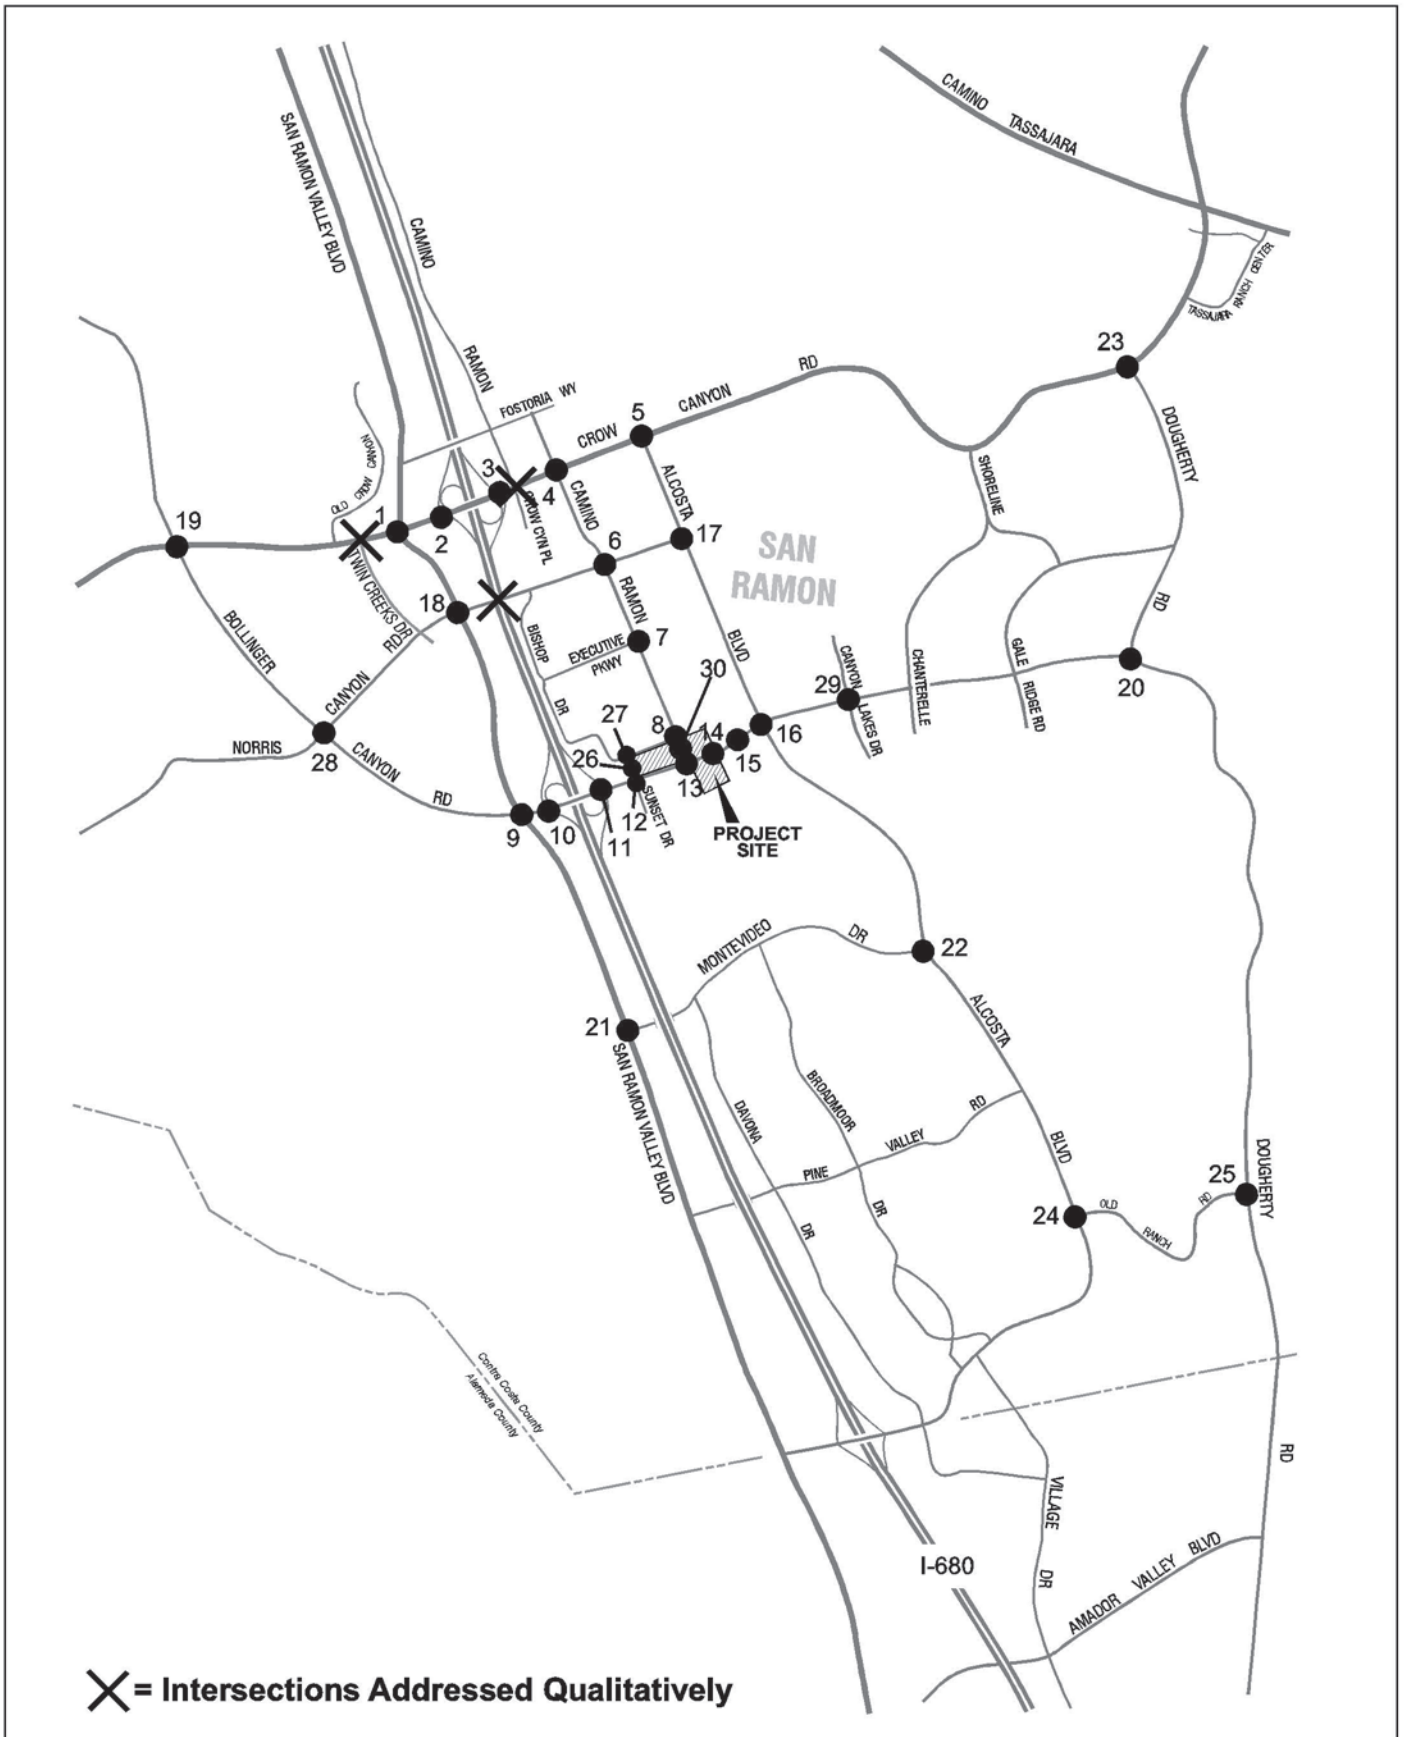 CAMINO
TASSAJARA
SAN RAMON VALLEY BLVD
CAMINO
RAMON
TASSAJARA RANCH CENTER
23
RD
CANYON
FOSTORIA WY
5
CROW
DOUGHERTY
OLD CROW CANYON
3
4
ALCOSTA
SHORELINE
CAMINO
CROW CYN PL
1
2
19
6
17
SAN
RAMON
TWIN CREEKS DR
18
RAMON
RD
BOLLINGER
BISHOP
EXECUTIVE
PKWY
7
BLVD
RD
CANYON
30
29
CANYON
LAKES DR
CHANTERELLE
GALE
RIDGE RD
20
DR
27
8
14
16
26
15
NORRIS
28
CANYON
RD
13
9
10
11
12
SUNSET DR
PROJECT
SITE
MONTEVIDEO
DR
22
21
ALCOSTA
SAN RAMON VALLEY BLVD
DAVONA
BROADMOOR
RD
VALLEY
PINE
BLVD
DOUGHERTY
25
24
OLD
RANCH
RD
DR
DR
Contra Costa County
Alameda County
RD
VILLAGE
I-680
DR
AMADOR VALLEY BLVD
= Intersections Addressed Qualitatively